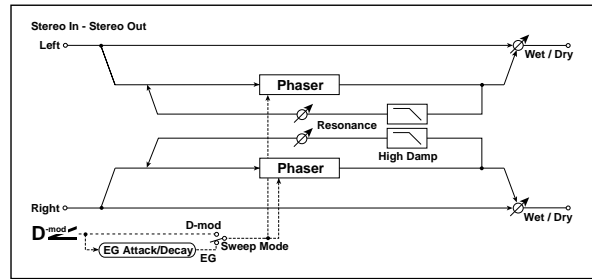 Stereo In - Stereo Out
Left
Wet / Dry
Phaser
Resonance
High Damp
Phaser
Right
Wet / Dry
D-mod
D-mod
Sweep Mode
EG Attack/Decay
EG